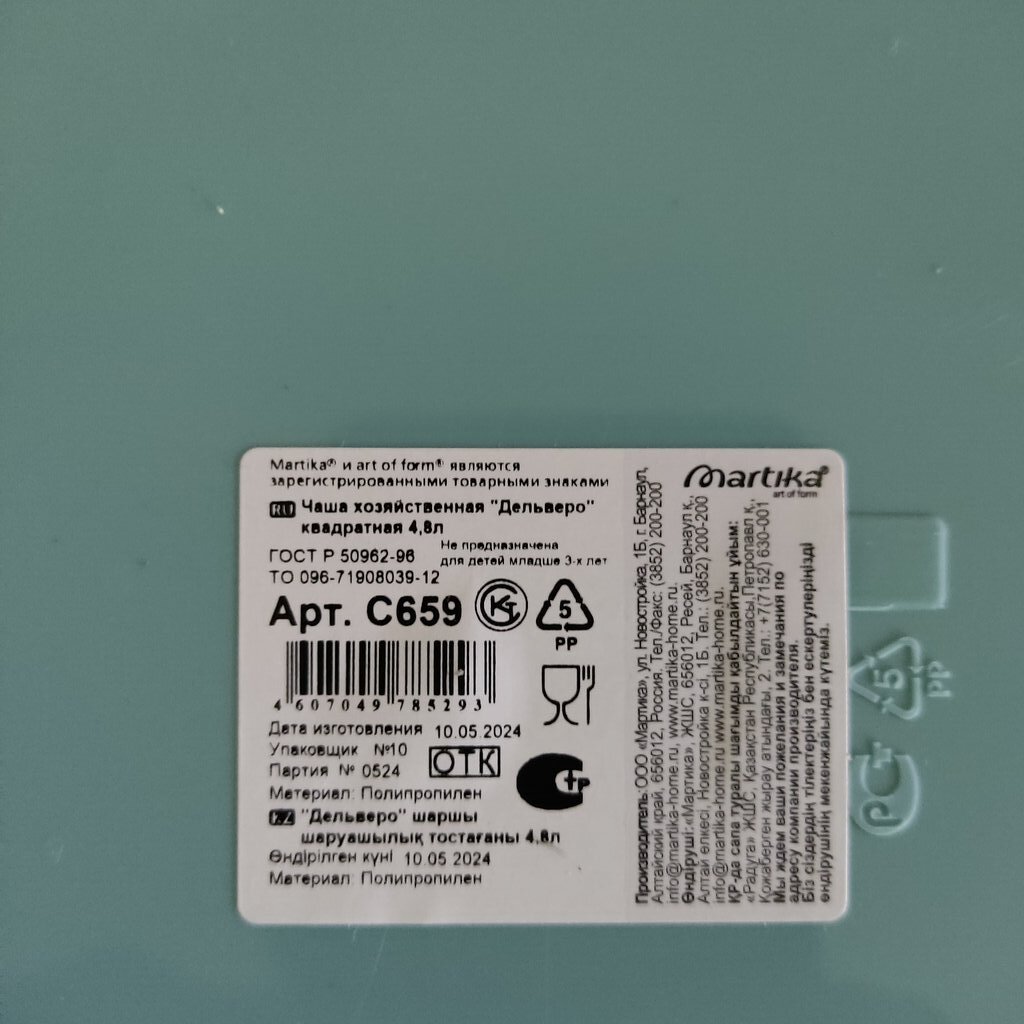 Martika® и art of form® являются
зарегистрированными товарными знаками
RU Чаша хозяйственная "Дельверо"
квадратная 4,8л
ГОСТ Р 50962-96
Не предназначена
для детей младше 3-х лет
ТО 096-71908039-12
Арт. С659
5
PP
4 607049 785293
Дата изготовления 10.05.2024
Упаковщик №10
Партия № 0524
ОТК
Материал: Полипропилен
KZ "Дельверо" шаршы
шаруашылық тостағаны 4,8л
Өндірілген күні 10.05.2024
Материал: Полипропилен
Martika®
art of form
Производитель: ООО «Мартика», ул. Новостройка, 1Б, г. Барнаул,
Алтайский край, 656012, Россия. Тел./Факс: (3852) 200-200
info@martika-home.ru, www.martika-home.ru.
Өндіруші: «Мартика», ЖШС, 656012, Ресей, Барнаул к.,
Алтай өлкесі, Новостройка к-сі, 1Б, Тел.: (3852) 200-200
info@martika-home.ru www.martika-home.ru.
ҚР-да сапа туралы шағымды қабылдайтын ұйым:
«Радуга» ЖШС, Қазақстан Республикасы, Петропавл қ.,
Қожаберген жырау атындағы, 2. Тел.: +7(7152) 630-001
Мы ждем ваши пожелания и замечания по
адресу компании производителя.
Біз сіздердің тілектеріңіз бен ескертулеріңізді
өндірушінің мекенжайында күтеміз.
5
PP